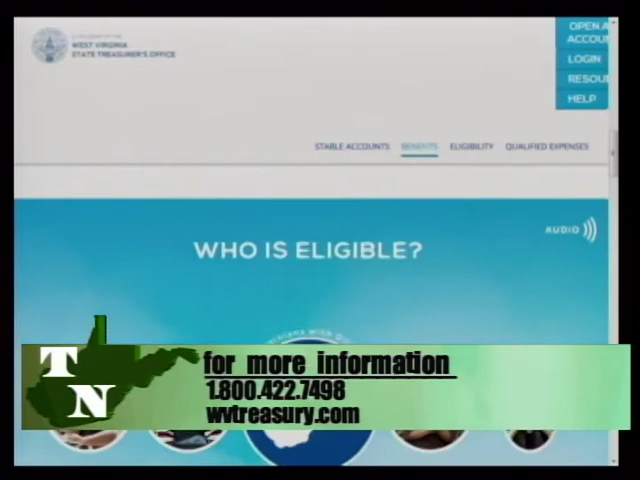 WEST VIRGINIA
STATE TREASURER'S OFFICE
OPEN A
ACCOU
LOGIN
RESOU
HELP
STABLE ACCOUNTS BENEFITS ELIGIBILITY QUALIFIED EXPENSES
AUDIO
WHO IS ELIGIBLE?
T
N
for more information
1.800.422.7498
wvtreasury.com